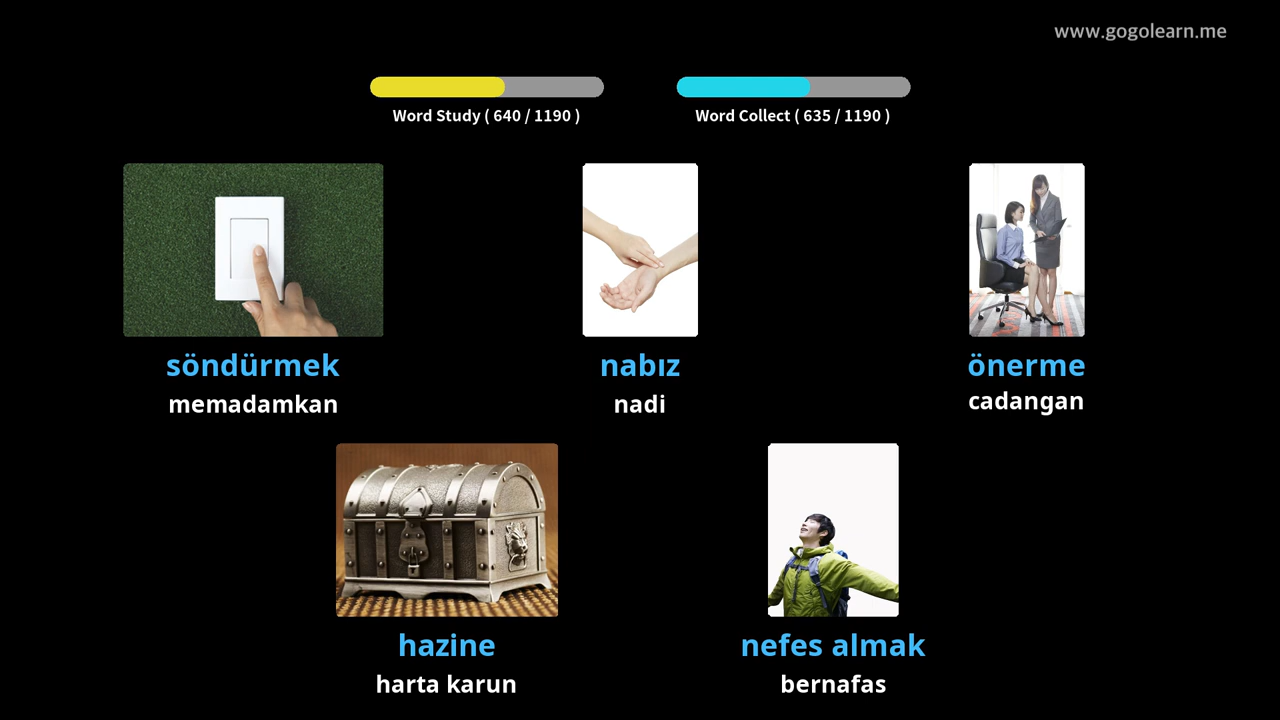 www.gogolearn.me
Word Study ( 640 / 1190 )
Word Collect ( 635 / 1190 )
söndürmek
memadamkan
nabız
nadi
önerme
cadangan
hazine
harta karun
nefes almak
bernafas